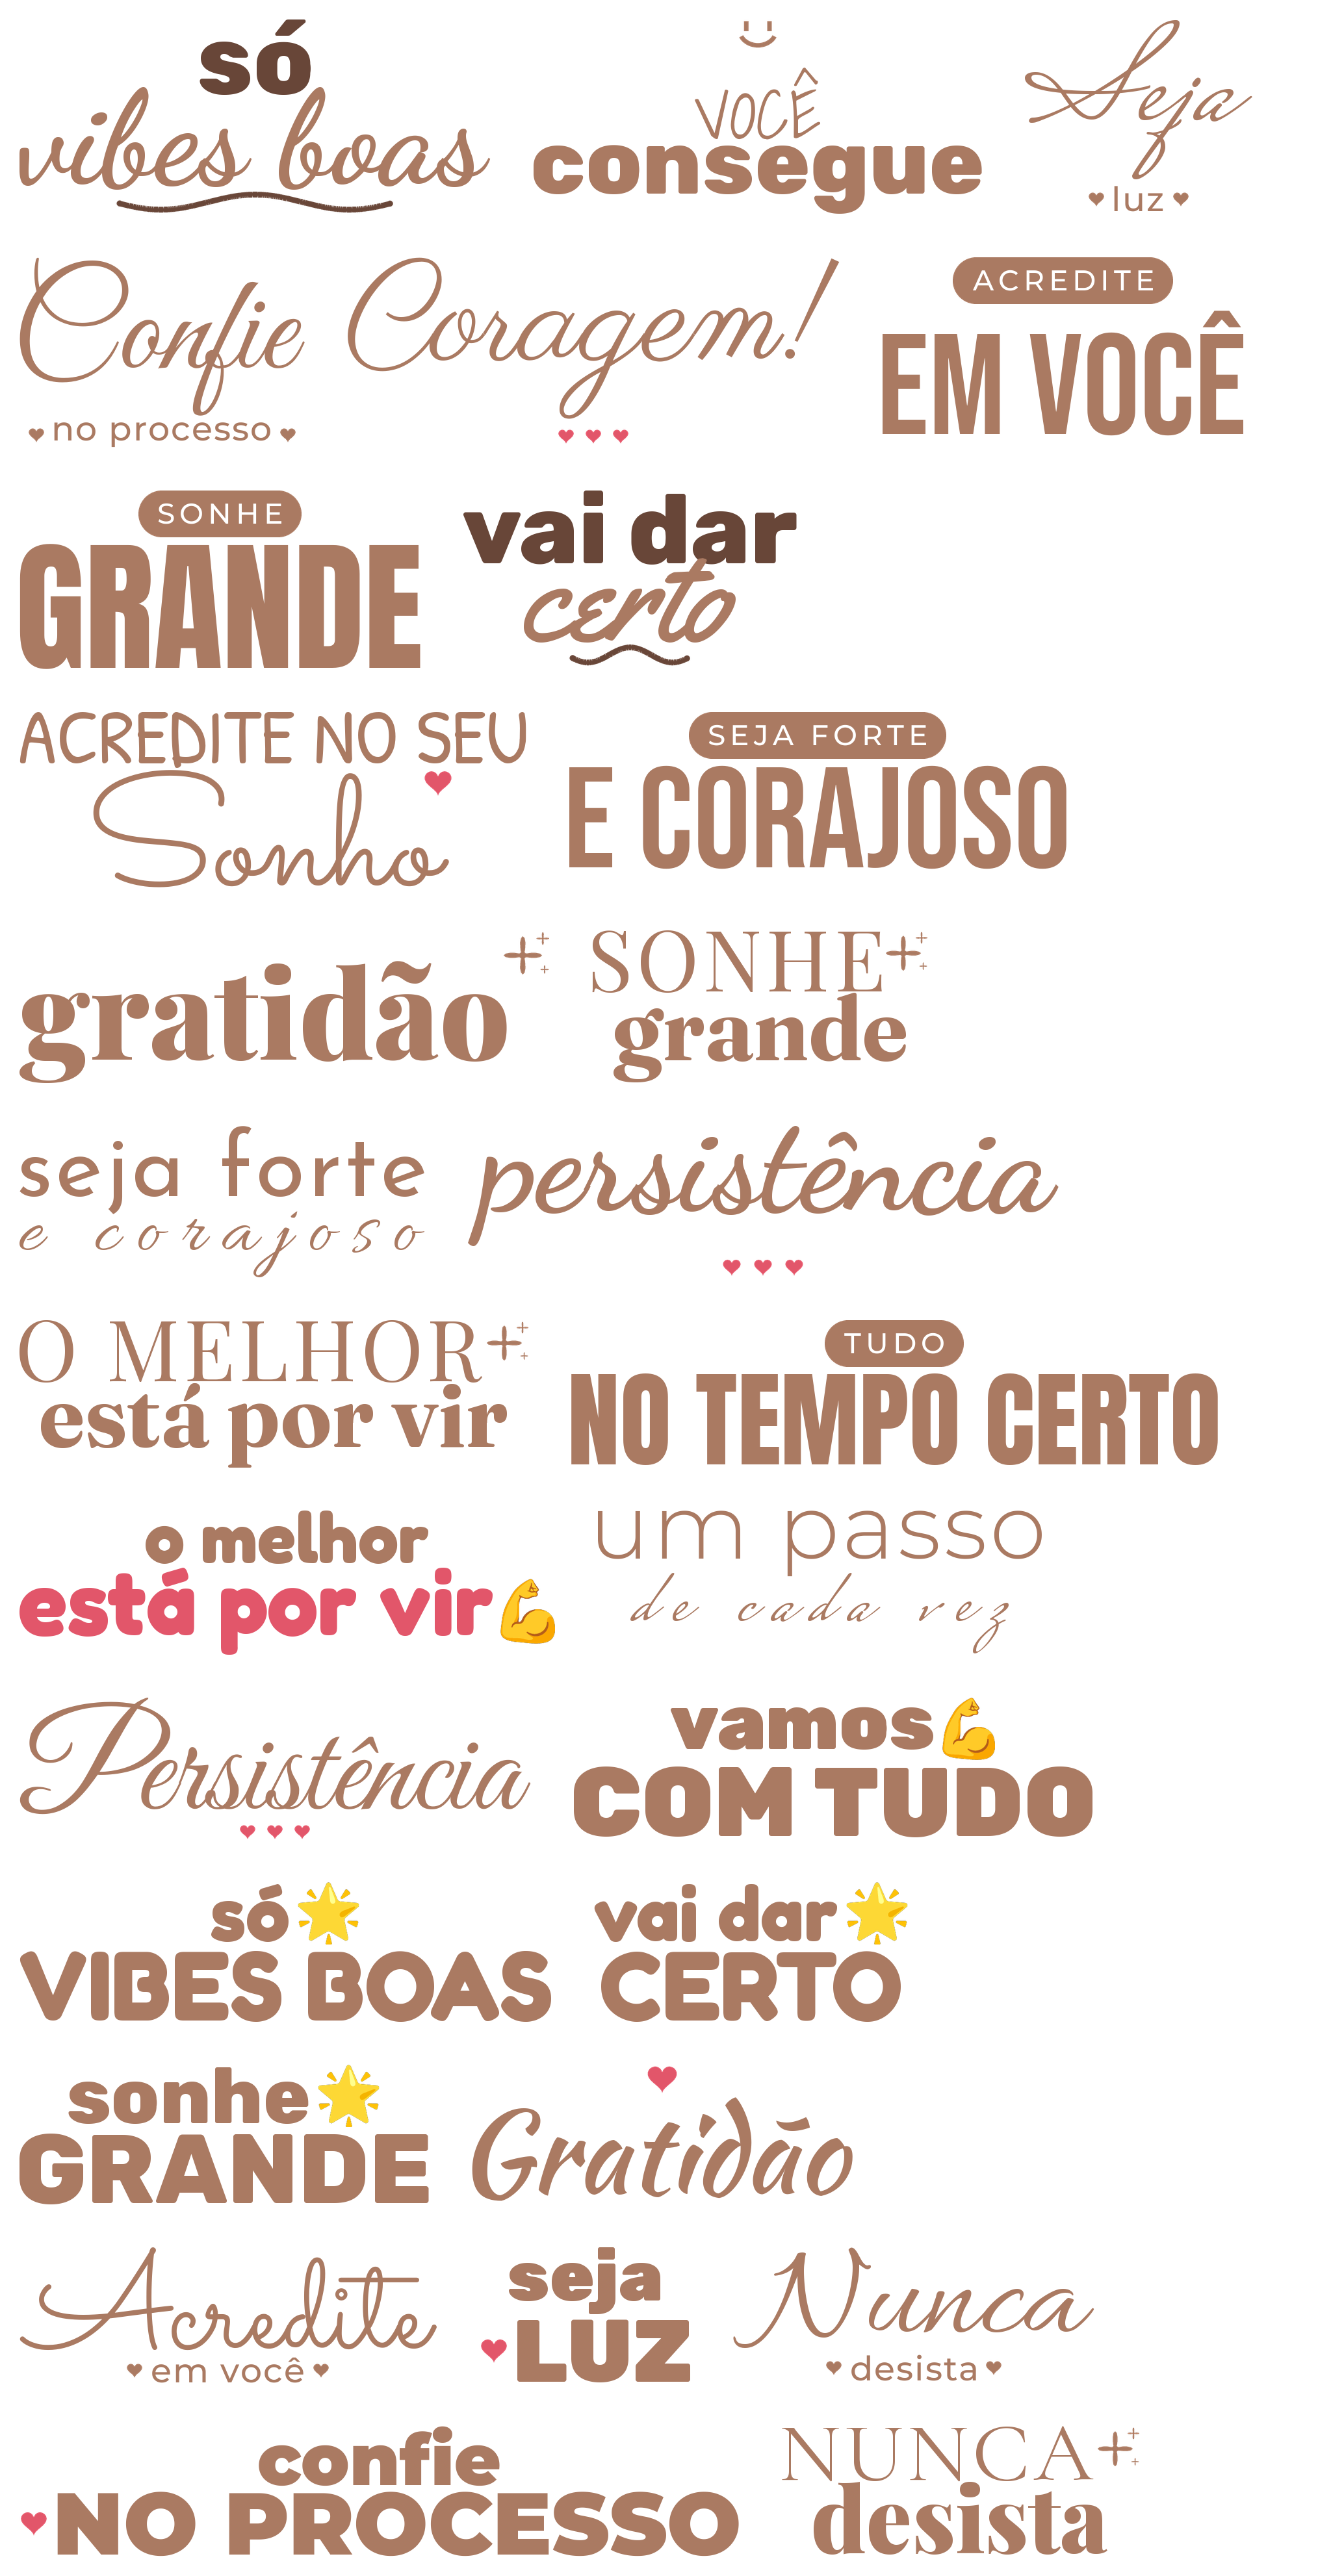 só
vibes boas
VOCÊ
consegue
Seja
luz
Confie
no processo
Coragem!
ACREDITE
EM VOCÊ
SONHE
GRANDE
vai dar
certo
ACREDITE NO SEU
Sonho
SEJA FORTE
E CORAJOSO
gratidão
SONHE
grande
seja forte
e corajoso
persistência
O MELHOR
está por vir
TUDO
NO TEMPO CERTO
o melhor
está por vir💪
um passo
de cada vez
Persistência
vamos💪
COM TUDO
só🌟
VIBES BOAS
vai dar🌟
CERTO
sonhe🌟
GRANDE
Gratidão
Acredite
em você
seja
LUZ
Nunca
desista
confie
NO PROCESSO
NUNCA
desista